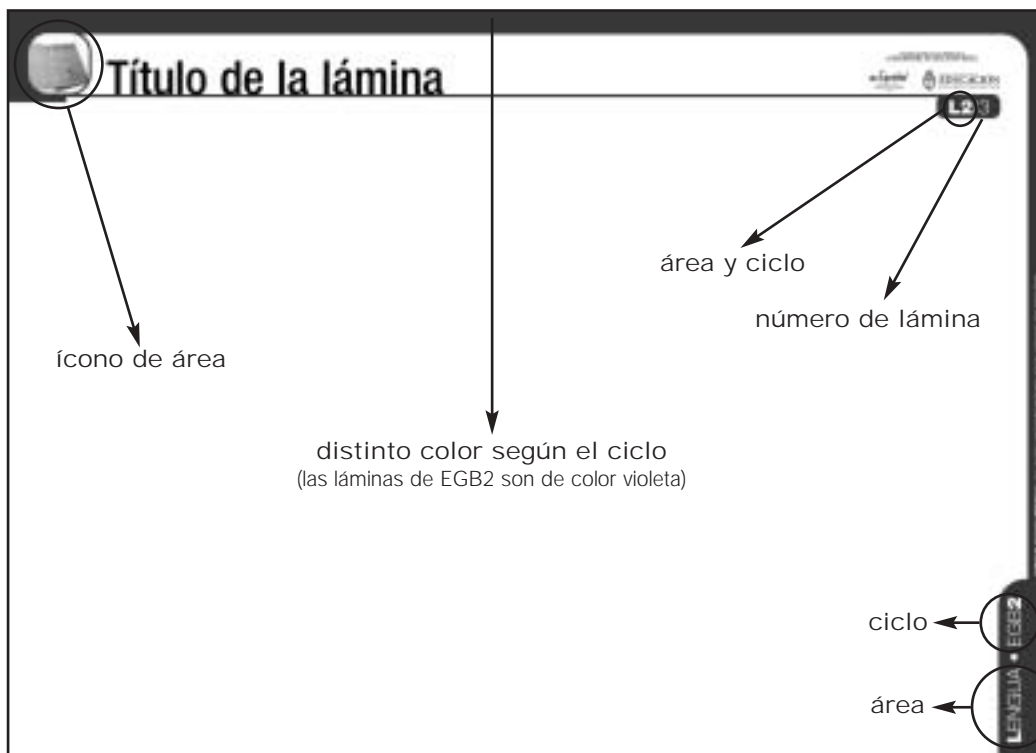 Título de la lámina
EDUCACION
L2 3
área y ciclo
número de lámina
ícono de área
distinto color según el ciclo
(las láminas de EGB2 son de color violeta)
ciclo
área
LENGUA • EGB2